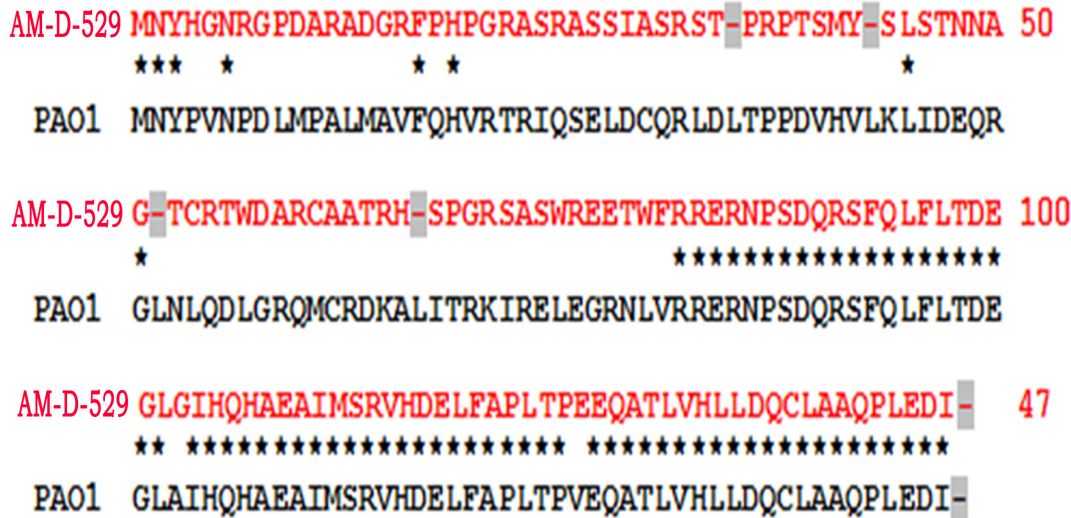 AM-D-529 MNYHGNRGPDARADGRFPHPGRASRASSIASRST-PRPTSMY-SLSTNNA 50
*** * * * *
PAO1 MNYPVNPDLMPALMAVFQHVRTRIQSELDCQRLDLTPPDVHVLKLIDEQR
AM-D-529 G-TCRTWDARCAATRH-SPGRSASWREETWFRRERNPSDQRSFQLFLTDE 100
* *******************
PAO1 GLNLQDLGRQMCRDKALITRKIRELEGRNLVRRERNPSDQRSFQLFLTDE
AM-D-529 GLGIHQHAEAIMSRVHDELFAPLTPEEQATLVHLLDQCLAAQPLEDI- 47
** ********************** *********************
PAO1 GLAIHQHAEAIMSRVHDELFAPLTPVEQATLVHLLDQCLAAQPLEDI-